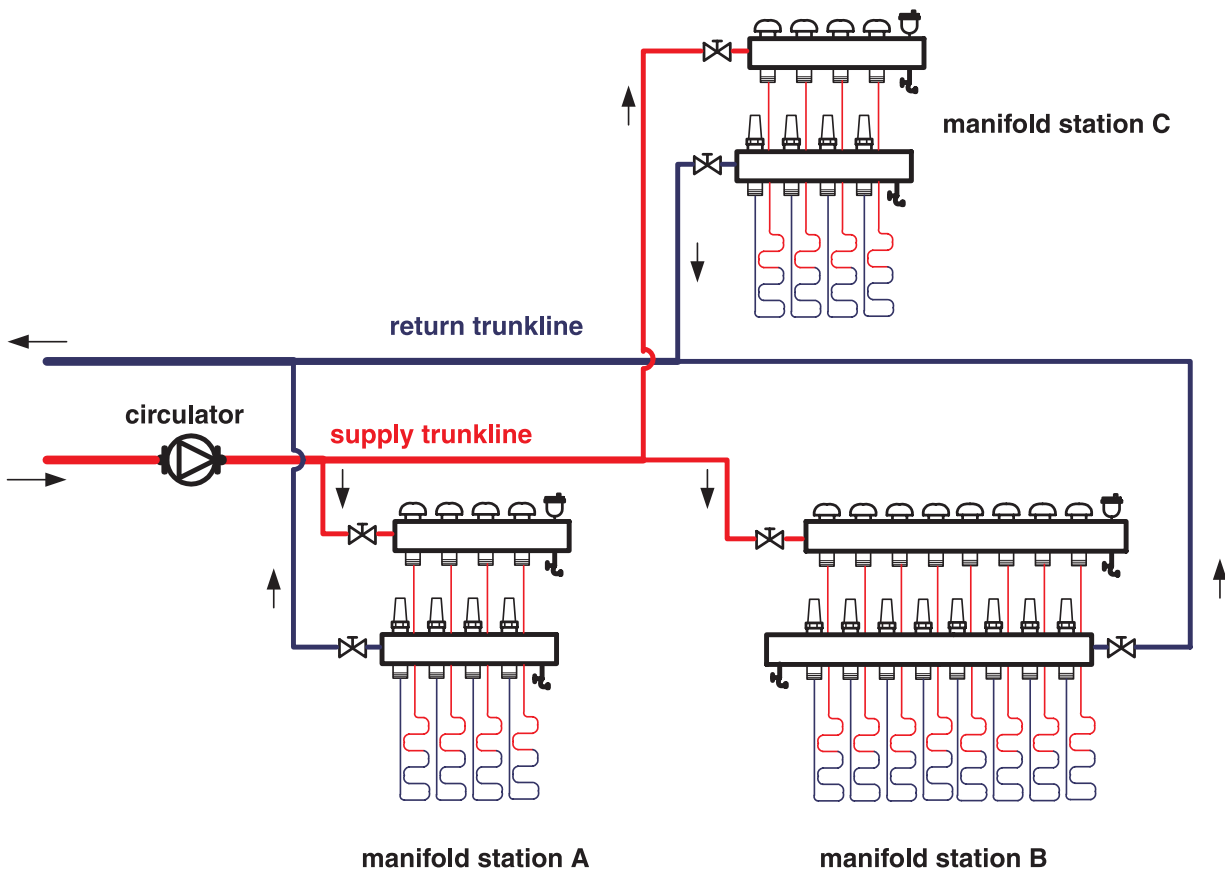 manifold station C
return trunkline
circulator
supply trunkline
manifold station A
manifold station B